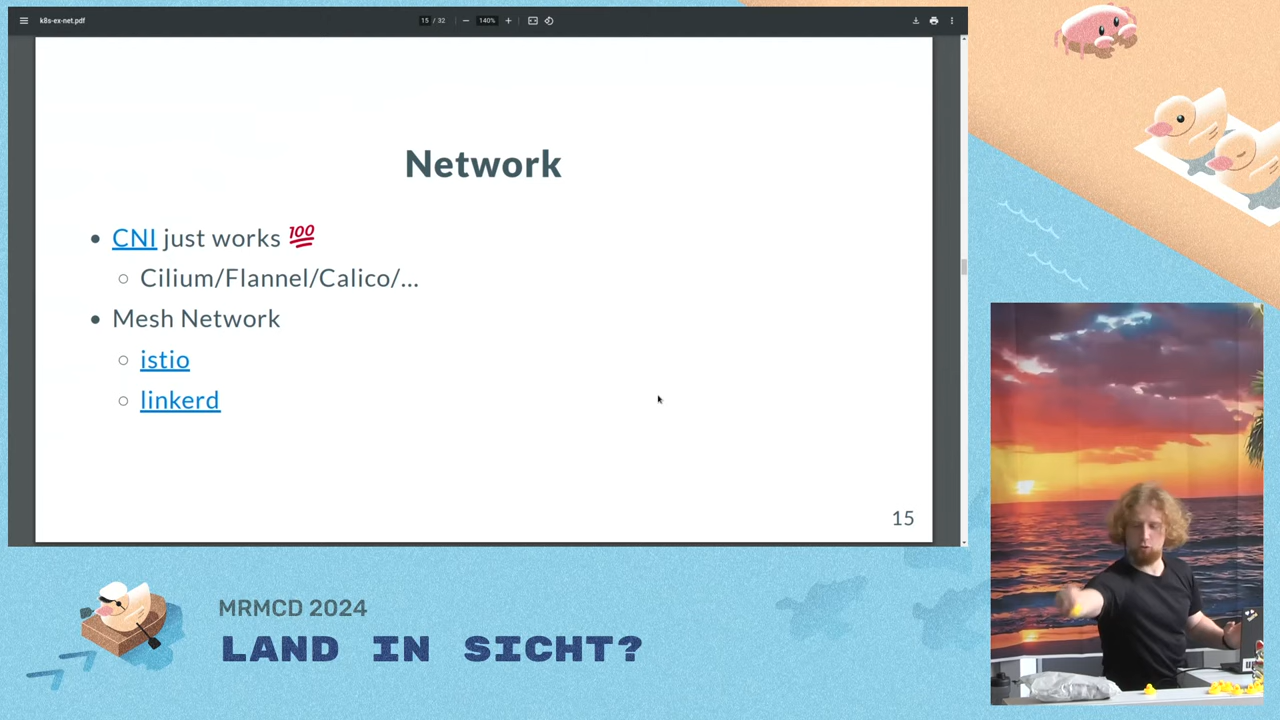 k8s-ex-net.pdf
15 / 32
140%
Network
CNI just works 💯
Cilium/Flannel/Calico/...
Mesh Network
istio
linkerd
15
MRMCD 2024
LAND IN SICHT?